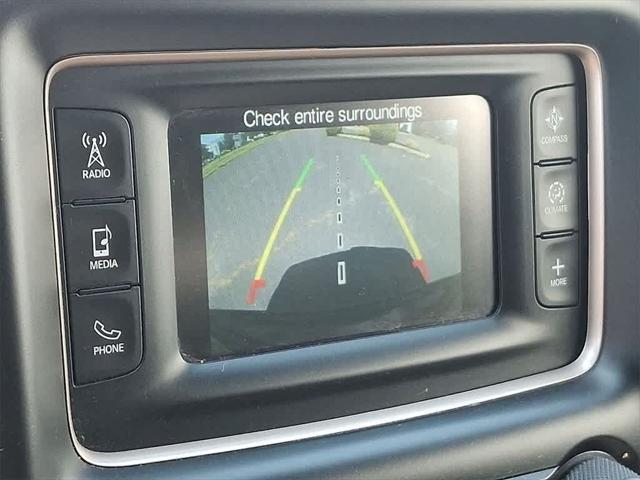 Check entire surroundings
RADIO
MEDIA
PHONE
COMPASS
CLIMATE
MORE